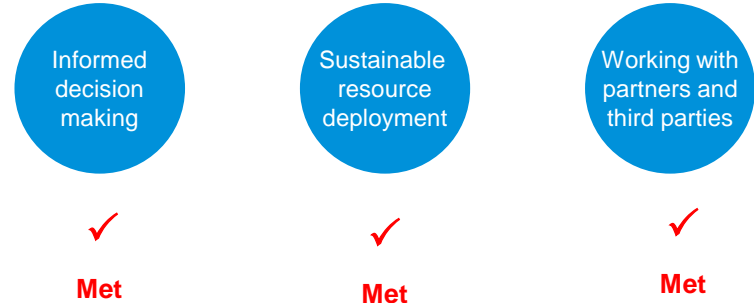 Informed
decision
making
Sustainable
resource
deployment
Working with
partners and
third parties
✓
✓
✓
Met
Met
Met